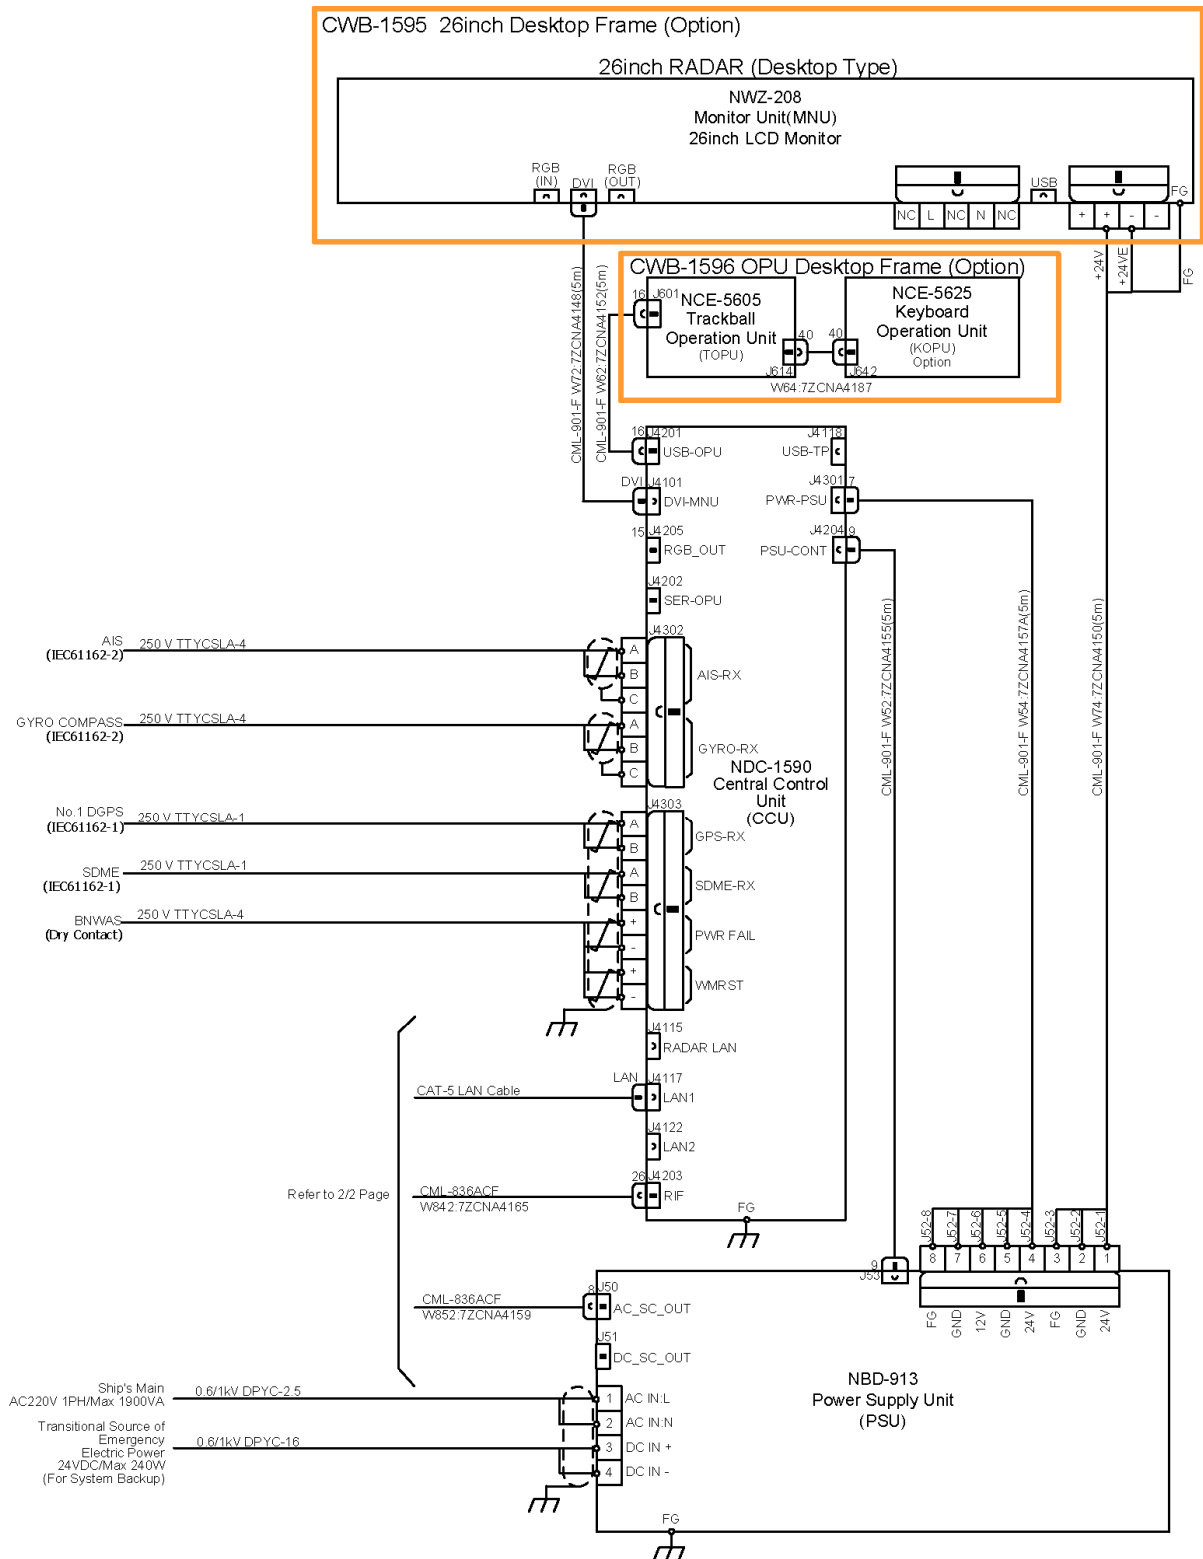 CWB-1595 26inch Desktop Frame (Option)
26inch RADAR (Desktop Type)
NWZ-208
Monitor Unit(MNU)
26inch LCD Monitor
RGB
(IN)
DVI
RGB
(OUT)
USB
FG
NC L NC N NC
+ + - -
+24V
+24VE
FG
CWB-1596 OPU Desktop Frame (Option)
16 J601
NCE-5605
Trackball
Operation Unit
(TOPU)
40
J614
NCE-5625
Keyboard
Operation Unit
(KOPU)
Option
40
J642
W64:7ZCNA4187
CML-901-F W72:7ZCNA4148(5m)
CML-901-F W62:7ZCNA4152(5m)
16 J4201
USB-OPU
J4118
USB-TP
DVI J4101
DVI-MNU
J4301 7
PWR-PSU
15 J4205
RGB_OUT
J4204 9
PSU-CONT
J4202
SER-OPU
CML-901-F W52:7ZCNA4155(5m)
CML-901-F W54:7ZCNA4157A(5m)
CML-901-F W74:7ZCNA4150(5m)
J4302
AIS
(IEC61162-2)
250 V TTYCSLA-4
A
B
C
AIS-RX
GYRO COMPASS
(IEC61162-2)
250 V TTYCSLA-4
A
B
C
GYRO-RX
NDC-1590
Central Control
Unit
(CCU)
J4303
No.1 DGPS
(IEC61162-1)
250 V TTYCSLA-1
A
B
GPS-RX
SDME
(IEC61162-1)
250 V TTYCSLA-1
A
B
SDME-RX
BNWAS
(Dry Contact)
250 V TTYCSLA-4
+
-
PWR FAIL
+
-
WMRST
J4115
RADAR LAN
CAT-5 LAN Cable
LAN J4117
LAN1
J4122
LAN2
Refer to 2/2 Page
CML-836ACF
W842:7ZCNA4165
26 J4203
RIF
FG
J52-8 J52-7 J52-6 J52-5 J52-4 J52-3 J52-2 J52-1
8 7 6 5 4 3 2 1
FG GND 12V GND 24V FG GND 24V
9
J53
CML-836ACF
W852:7ZCNA4159
8 J50
AC_SC_OUT
J51
DC_SC_OUT
NBD-913
Power Supply Unit
(PSU)
Ship's Main
AC220V 1PH/Max 1900VA
0.6/1kV DPYC-2.5
1 AC IN:L
2 AC IN:N
Transitional Source of
Emergency
Electric Power
24VDC/Max 240W
(For System Backup)
0.6/1kV DPYC-16
3 DC IN +
4 DC IN -
FG